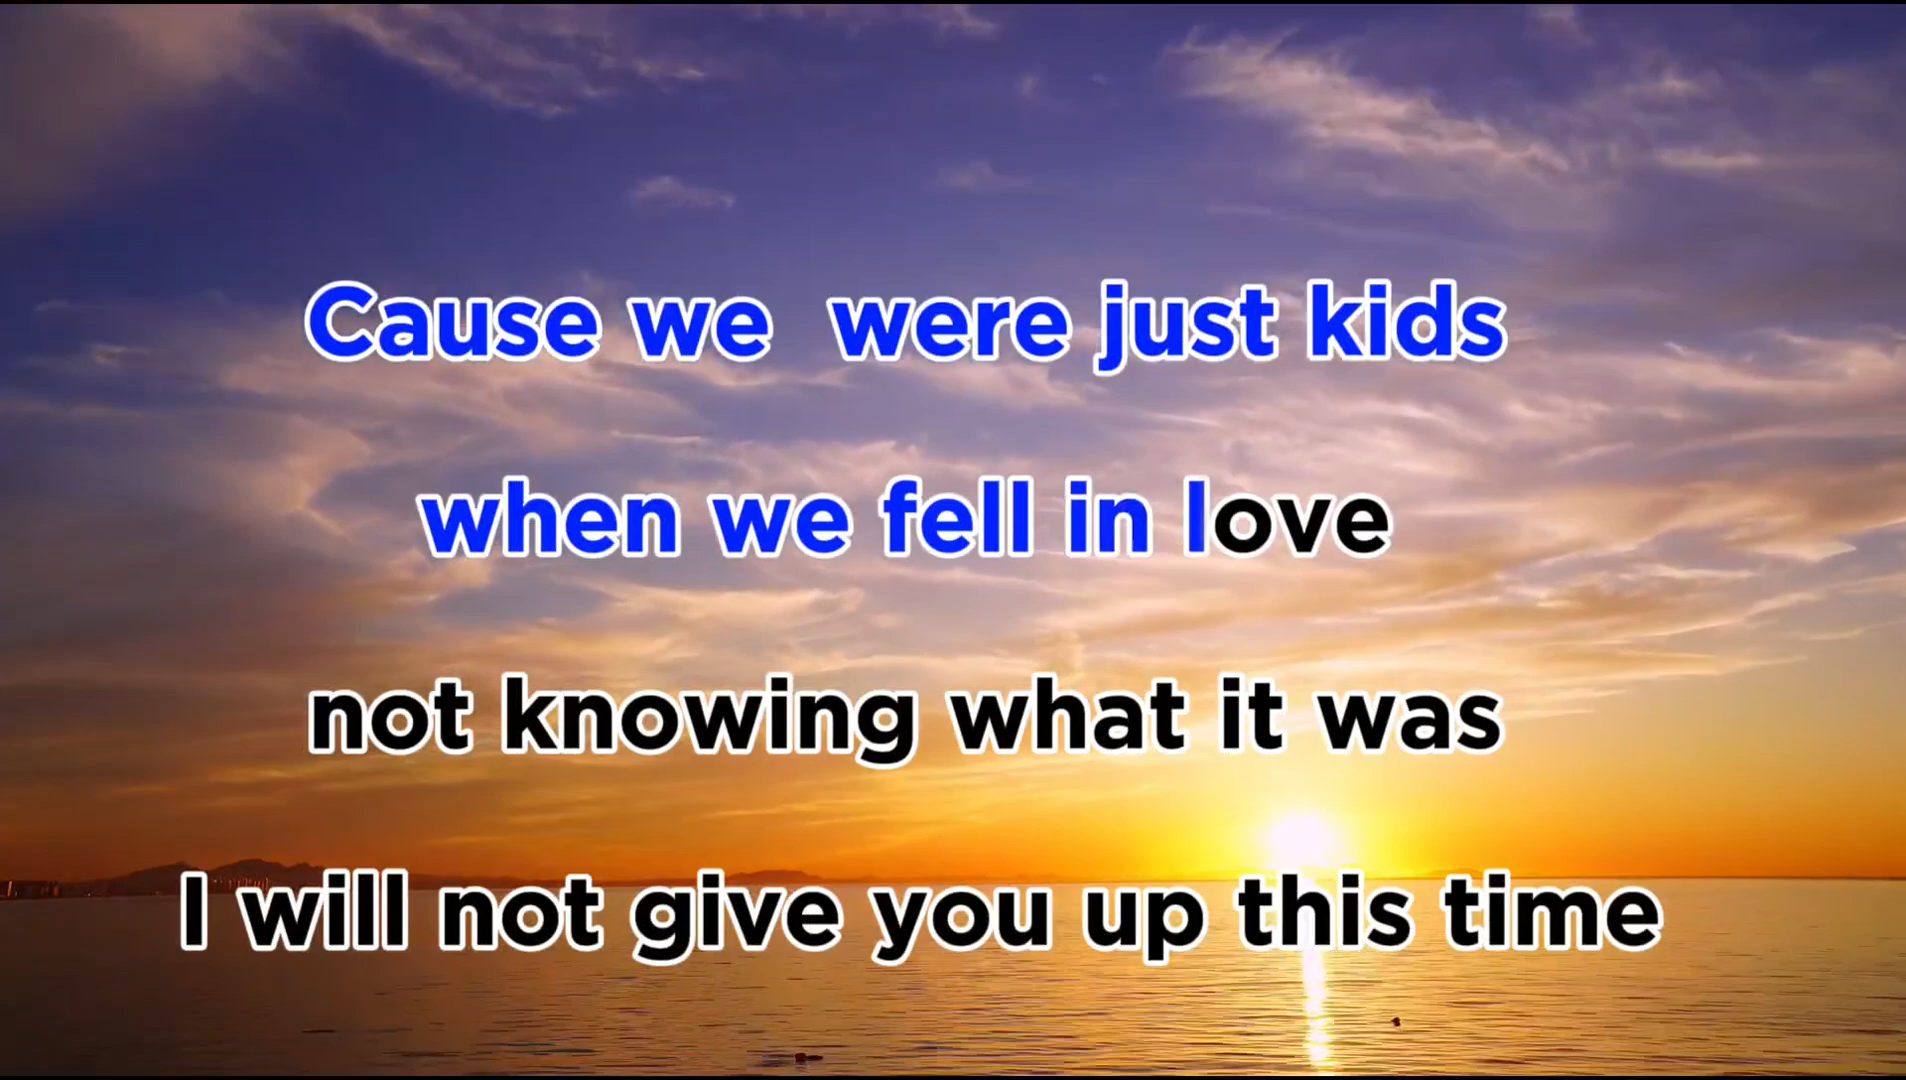 Cause we  were just kids
when we fell in love
not knowing what it was
I will not give you up this time